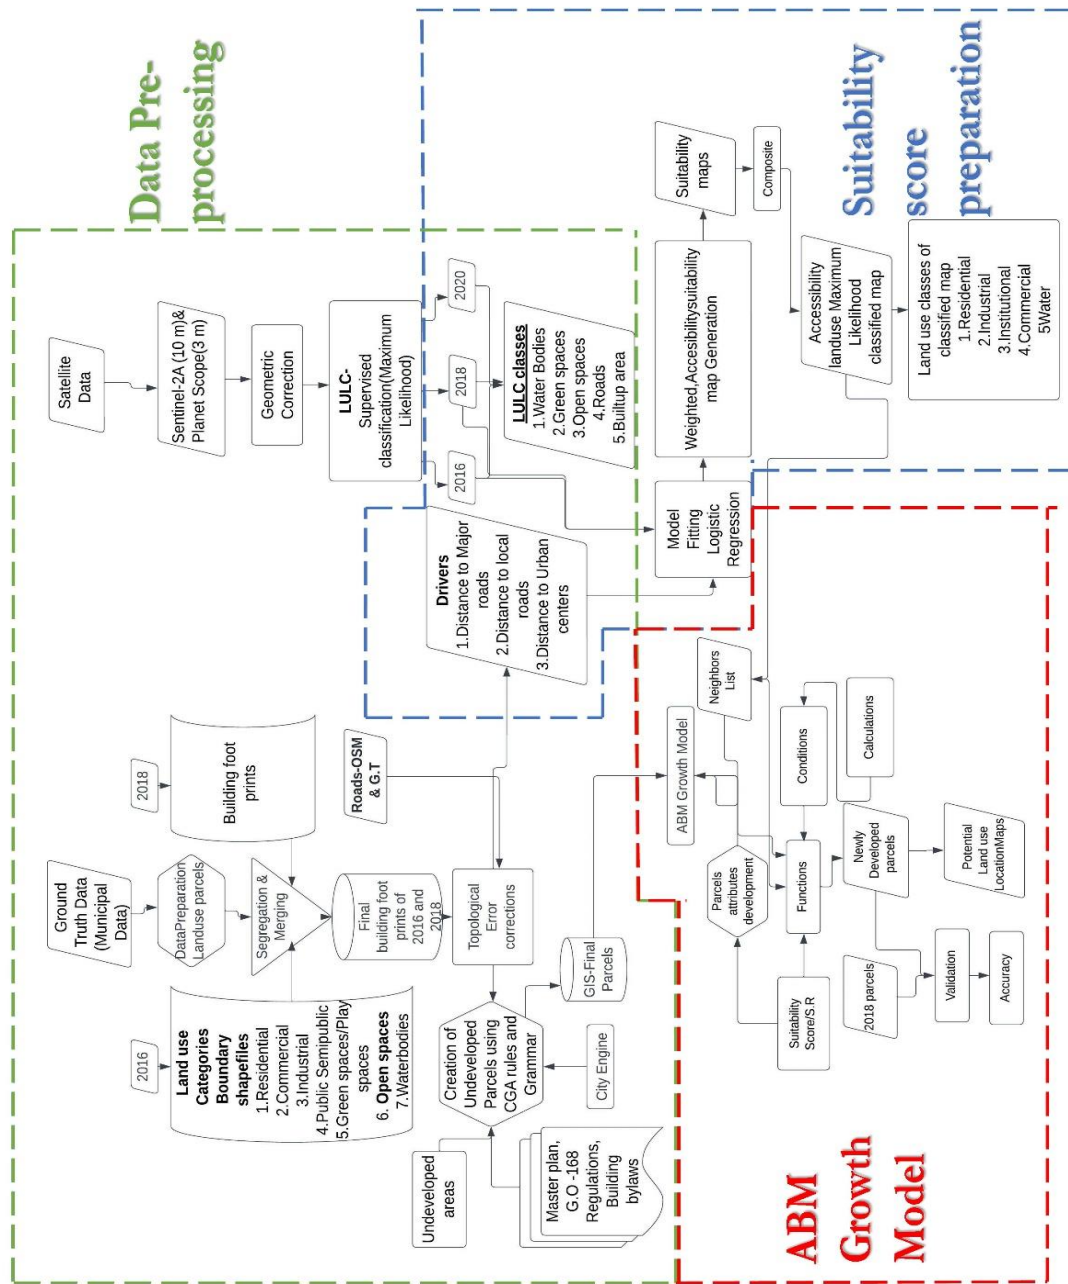 Data Pre-
processing
Satellite
Data
Sentinel-2A (10 m)&
Planet Scope(3 m)
Geometric
Correction
LULC-
Supervised
classification(Maximum
Likelihood)
2016
2018
2020
LULC classes
1.Water Bodies
2.Green spaces
3.Open spaces
4.Roads
5.Builtup area
Ground
Truth Data
(Municipal
Data)
DataPreparation
Landuse parcels
2018
Building foot
prints
2016
Land use
Categories
Boundary
shapefiles
1.Residential
2.Commercial
3.Industrial
4.Public Semipublic
5.Green spaces/Play
spaces
6. Open spaces
7.Waterbodies
Segregation &
Merging
Final
building foot
prints of
2016 and
2018
Roads-OSM
& G.T
Topological
Error
corrections
Undeveloped
areas
Creation of
Undeveloped
Parcels using
CGA rules and
Grammar
Master plan,
G.O -168
Regulations,
Building
bylaws
City Engine
GIS-Final
Parcels
Drivers
1.Distance to Major
roads
2.Distance to local
roads
3.Distance to Urban
centers
Model
Fitting
Logistic
Regression
Weighted,Accesibilitysuitability
map Generation
Suitability
maps
Composite
Accessibility
landuse Maximum
Likelihood
classified map
Land use classes of
classified map
1.Residential
2.Industrial
3.Institutional
4.Commercial
5Water
Suitability
score
preparation
ABM Growth Model
Neighbors
List
Parcels
attributes
development
Suitability
Score/S.R
Functions
Conditions
Calculations
Newly
Developed
parcels
2018 parcels
Validation
Accuracy
Potential
Land use
LocationMaps
ABM
Growth
Model